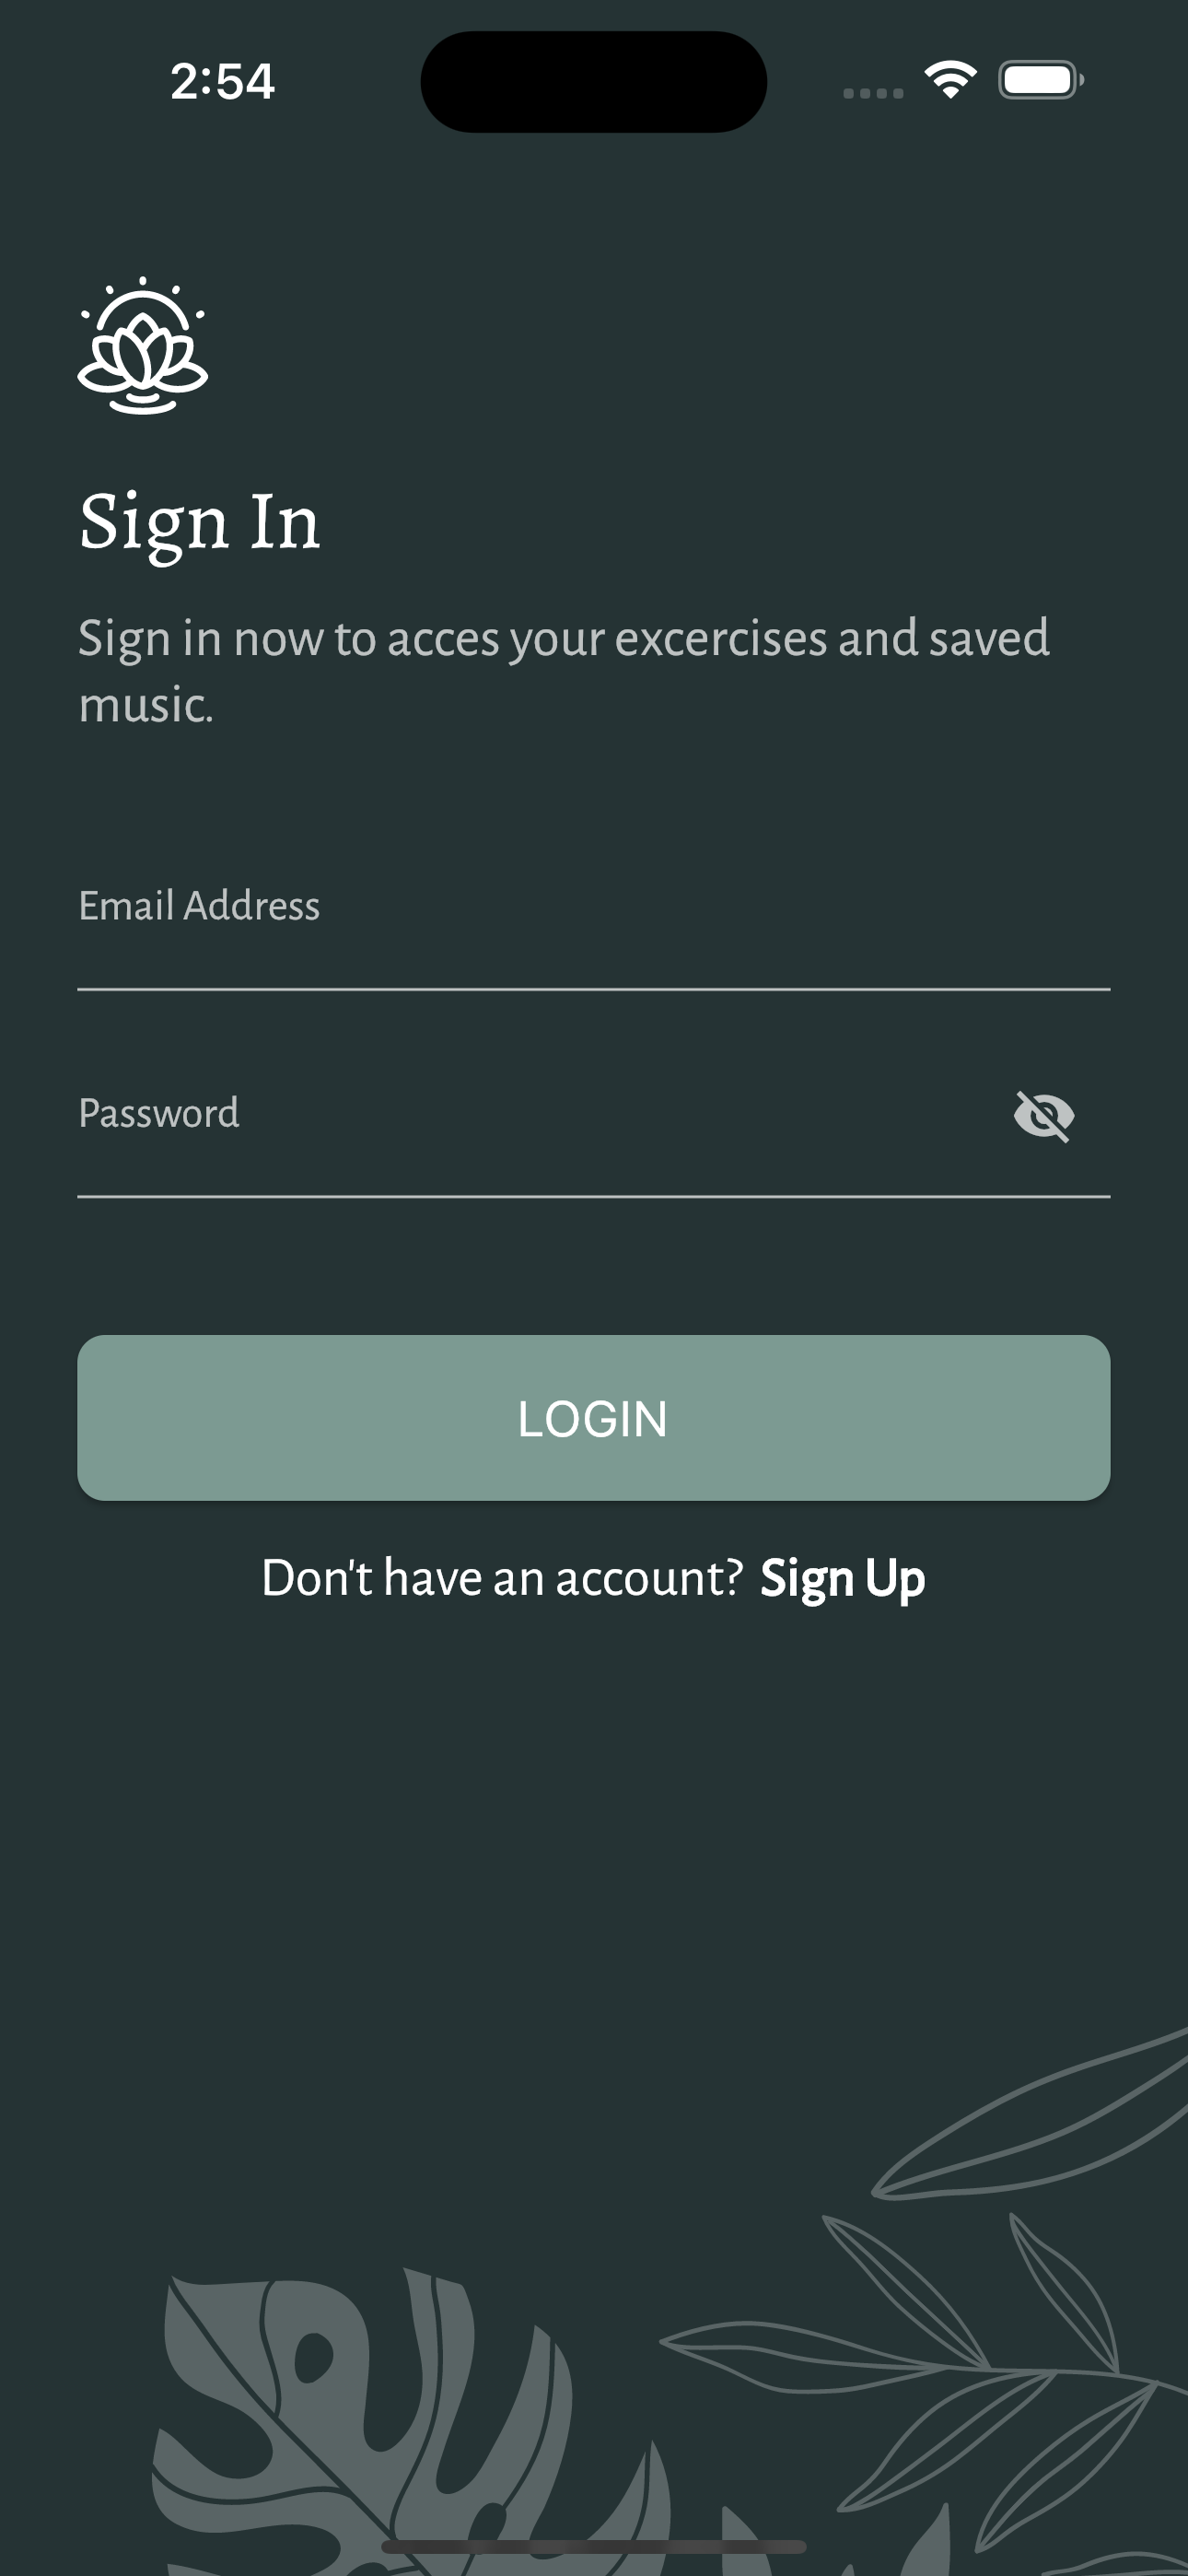 2:54
Sign In
Sign in now to acces your excercises and saved
music.
Email Address
Password
LOGIN
Don't have an account? Sign Up